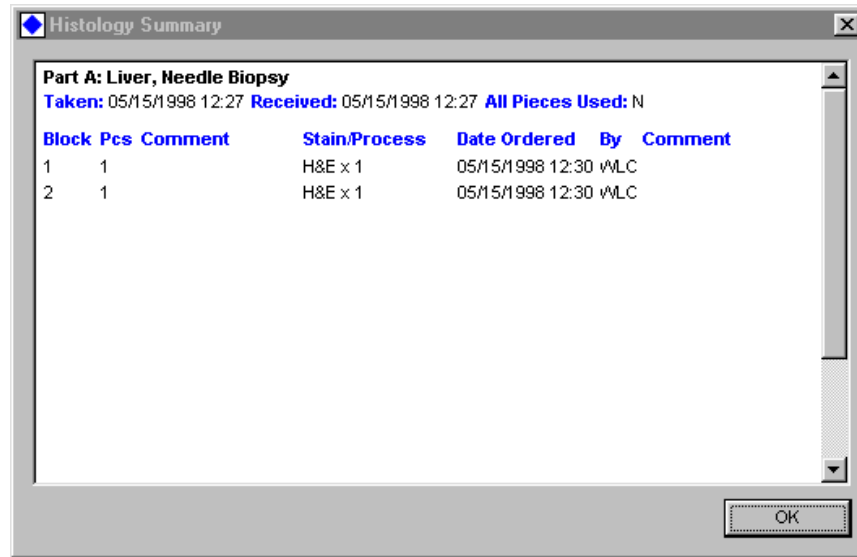 Histology Summary
Part A: Liver, Needle Biopsy
Taken: 05/15/1998 12:27 Received: 05/15/1998 12:27 All Pieces Used: N
Block Pcs Comment Stain/Process Date Ordered By Comment
1 1 H&E x 1 05/15/1998 12:30 WLC
2 1 H&E x 1 05/15/1998 12:30 WLC
OK